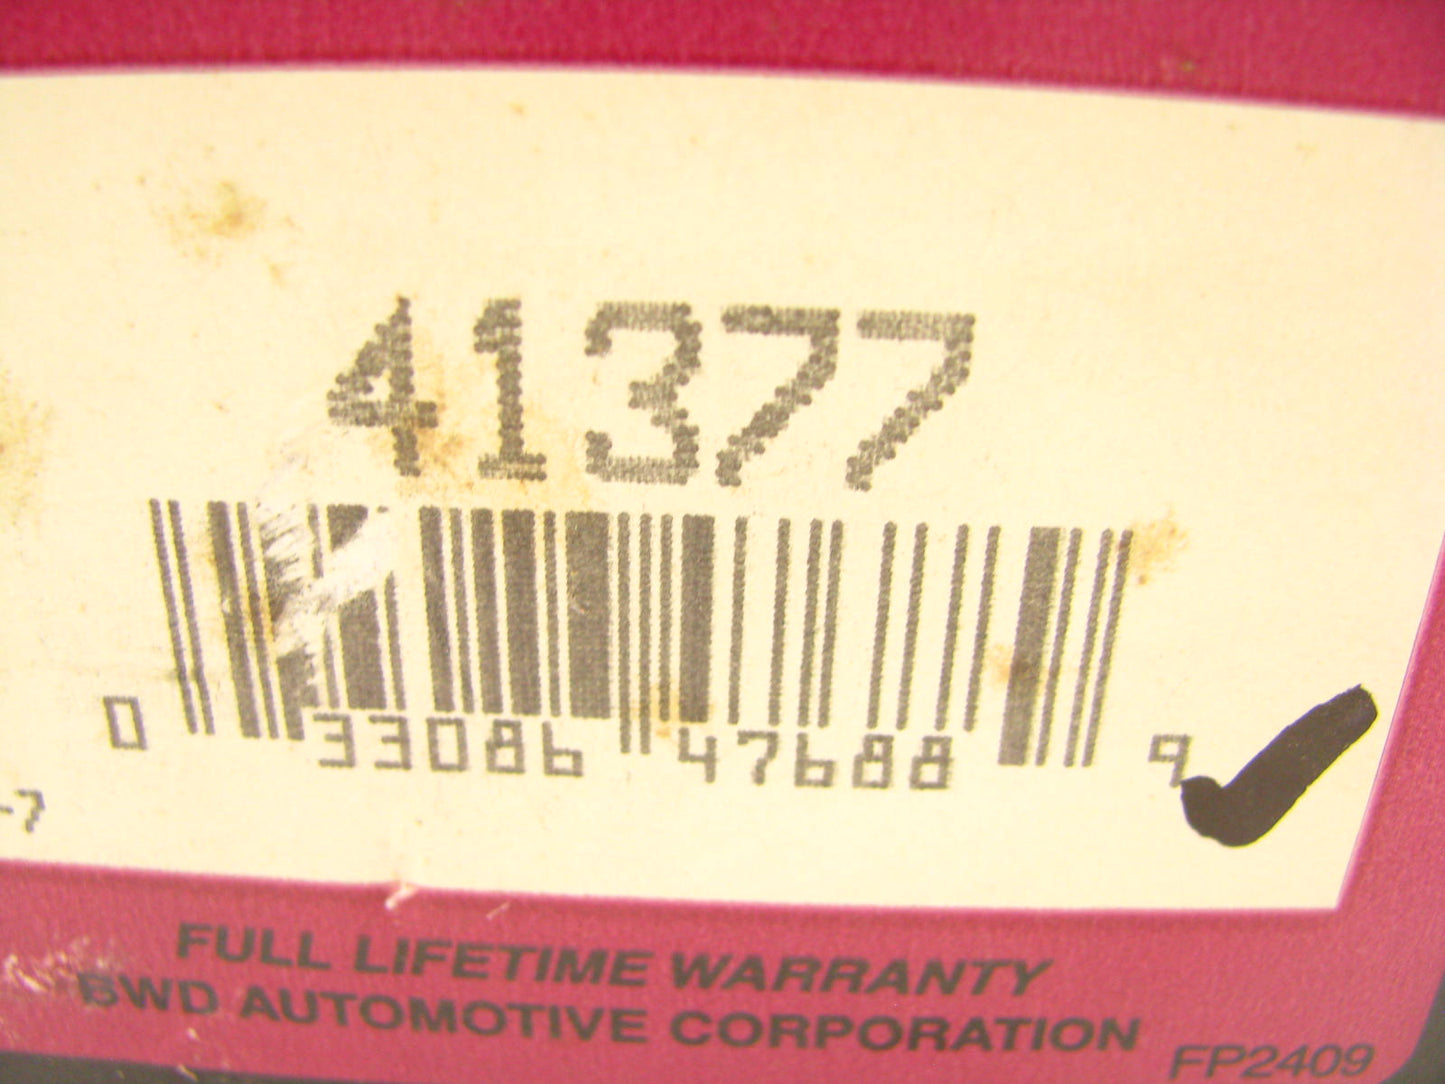 41377
0 33086 47688 9
-7
FULL LIFETIME WARRANTY
BWD AUTOMOTIVE CORPORATION
FP2409